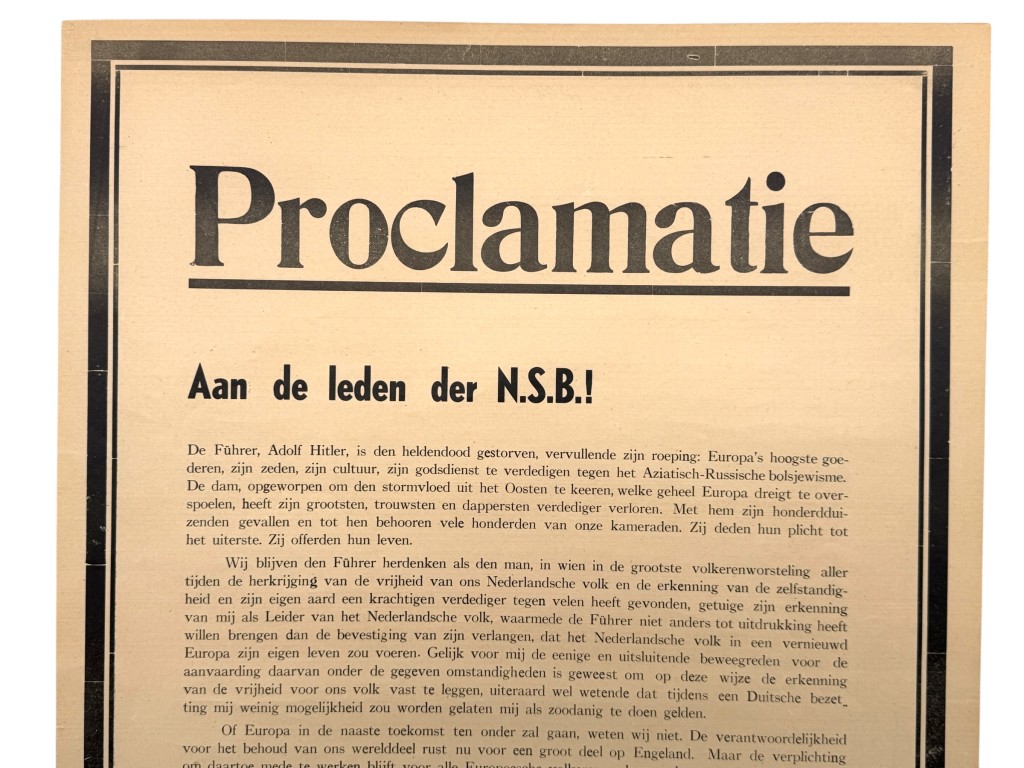 Proclamatie
Aan de leden der N.S.B.!
De Führer, Adolf Hitler, is den heldendood gestorven, vervullende zijn roeping: Europa's hoogste goe-
deren, zijn zeden, zijn cultuur, zijn godsdienst te verdedigen tegen het Aziatisch-Russische bolsjewisme.
De dam, opgeworpen om den stormvloed uit het Oosten te keeren, welke geheel Europa dreigt te over-
spoelen, heeft zijn grootsten, trouwsten en dappersten verdediger verloren. Met hem zijn honderddui-
zenden gevallen en tot hen behooren vele honderden van onze kameraden. Zij deden hun plicht tot
het uiterste. Zij offerden hun leven.
Wij blijven den Führer herdenken als den man, in wien in de grootste volkerenworsteling aller
tijden de herkrijging van de vrijheid van ons Nederlandsche volk en de erkenning van de zelfstandig-
heid en zijn eigen aard een krachtigen verdediger tegen velen heeft gevonden, getuige zijn erkenning
van mij als Leider van het Nederlandsche volk, waarmede de Führer niet anders tot uitdrukking heeft
willen brengen dan de bevestiging van zijn verlangen, dat het Nederlandsche volk in een vernieuwd
Europa zijn eigen leven zou voeren. Gelijk voor mij de eenige en uitsluitende beweegreden voor de
aanvaarding daarvan onder de gegeven omstandigheden is geweest om op deze wijze de erkenning
van de vrijheid voor ons volk vast te leggen, uiteraard wel wetende dat tijdens een Duitsche bezet_
ting mij weinig mogelijkheid zou worden gelaten mij als zoodanig te doen gelden.
Of Europa in de naaste toekomst ten onder zal gaan, weten wij niet. De verantwoordelijkheid
voor het behoud van ons werelddeel rust nu voor een groot deel op Engeland. Maar de verplichting
om daartoe mede te werken blijft voor alle Europeesche